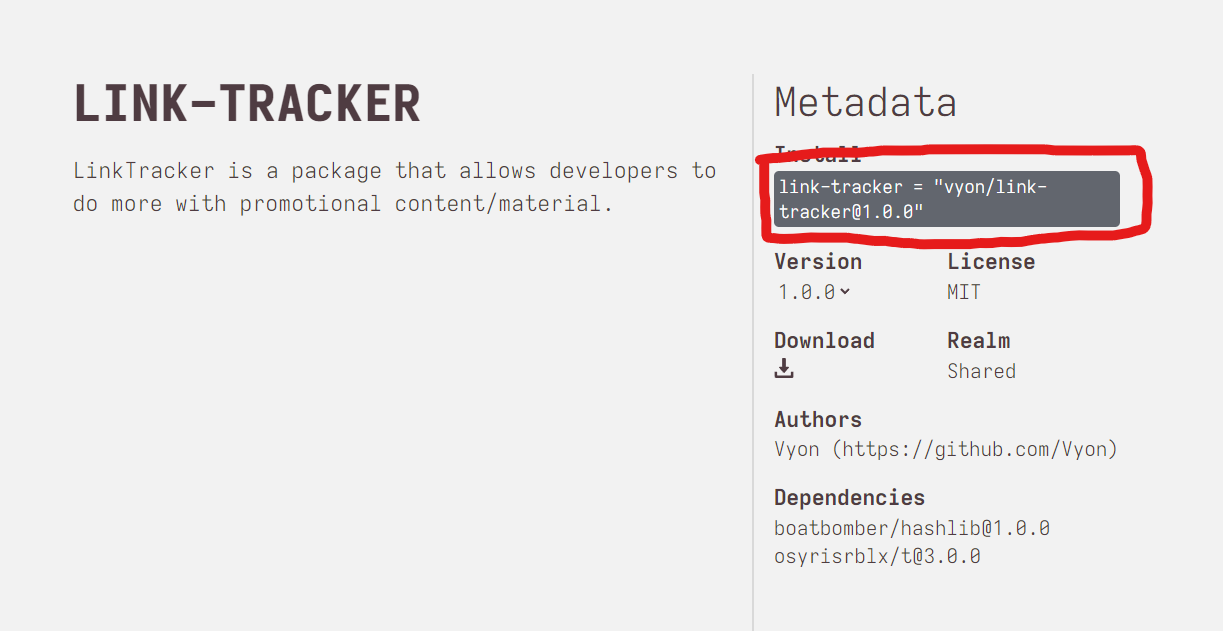 LINK-TRACKER
LinkTracker is a package that allows developers to
do more with promotional content/material.
Metadata
Install
link-tracker = "vyon/link-
tracker@1.0.0"
Version
License
1.0.0
MIT
Download
Realm
Shared
Authors
Vyon (https://github.com/Vyon)
Dependencies
boatbomber/hashlib@1.0.0
osyrisrblx/t@3.0.0